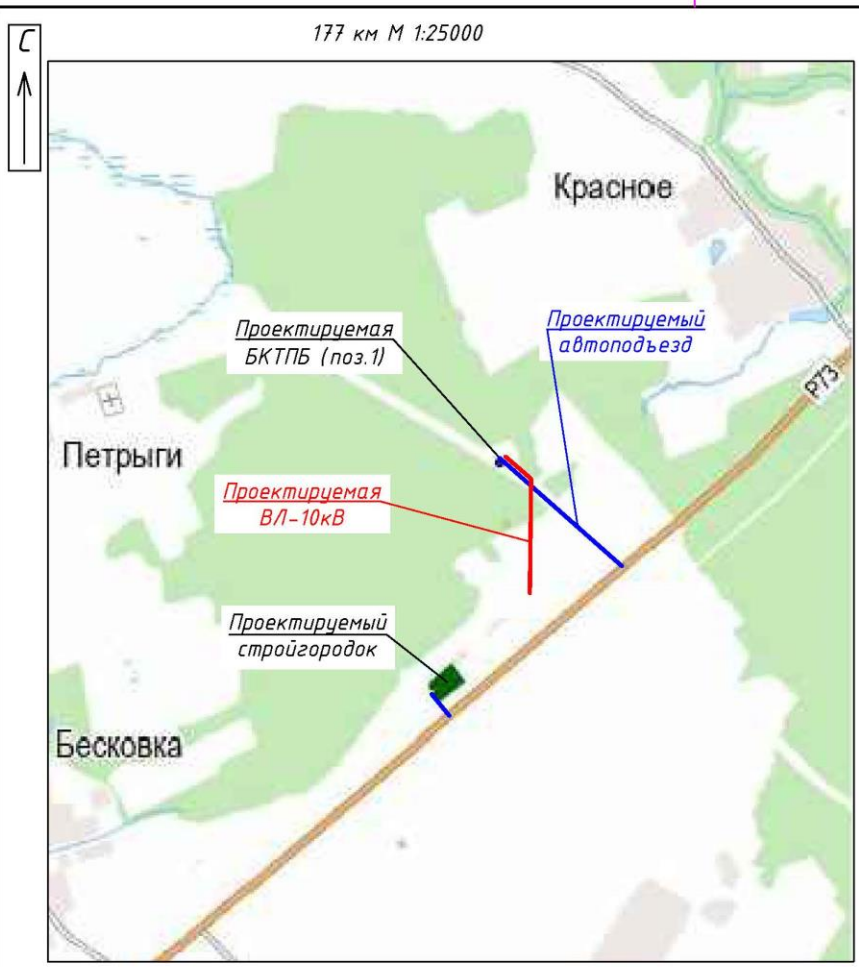 С
177 км М 1:25000
Красное
Проектируемая
БКТПБ (поз.1)
Проектируемый
автоподъезд
Р73
Петрыги
Проектируемая
ВЛ-10кВ
Проектируемый
стройгородок
Бесковка